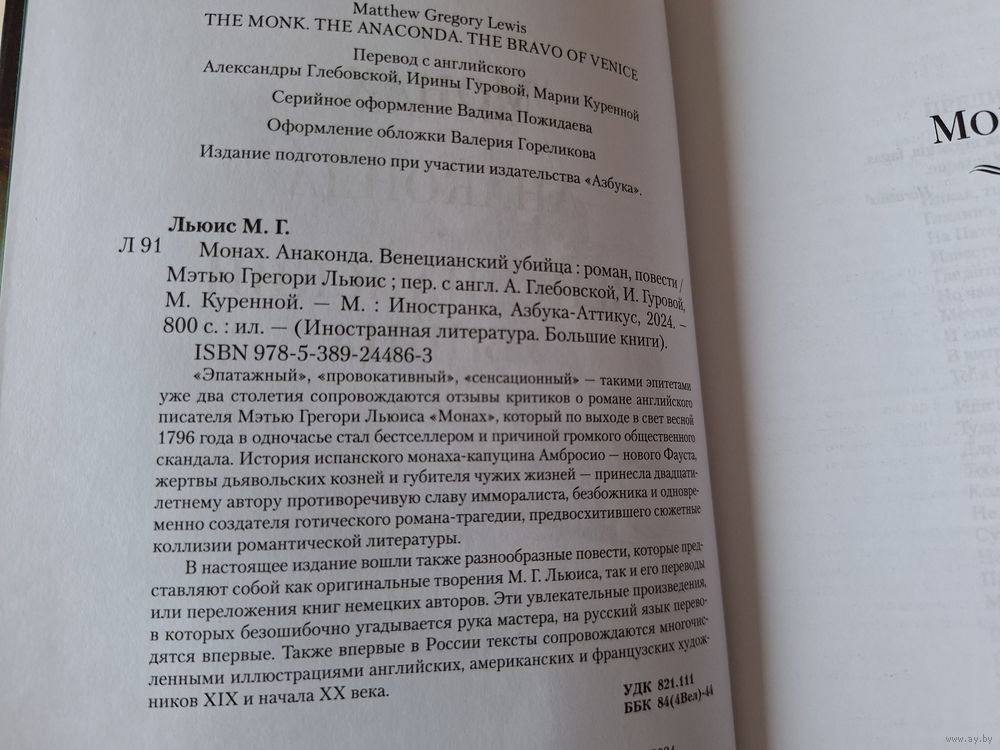 Matthew Gregory Lewis
THE MONK. THE ANACONDA. THE BRAVO OF VENICE
Перевод с английского
Александры Глебовской, Ирины Гуровой, Марии Куренной
Серийное оформление Вадима Пожидаева
Оформление обложки Валерия Гореликова
Издание подготовлено при участии издательства «Азбука».
Льюис М. Г.
Л 91
Монах. Анаконда. Венецианский убийца : роман, повести /
Мэтью Грегори Льюис ; пер. с англ. А. Глебовской, И. Гуровой,
М. Куренной. — М. : Иностранка, Азбука-Аттикус, 2024. –
800 с. : ил. — (Иностранная литература. Большие книги).
ISBN 978-5-389-24486-3
«Эпатажный», «провокативный», «сенсационный» — такими эпитетами
уже два столетия сопровождаются отзывы критиков о романе английского
писателя Мэтью Грегори Льюиса «Монах», который по выходе в свет весной
1796 года в одночасье стал бестселлером и причиной громкого общественного
скандала. История испанского монаха-капуцина Амбросио — нового Фауста,
жертвы дьявольских козней и губителя чужих жизней — принесла двадцати-
летнему автору противоречивую славу имморалиста, безбожника и одновре-
менно создателя готического романа-трагедии, предвосхитившего сюжетные
коллизии романтической литературы.
В настоящее издание вошли также разнообразные повести, которые пред-
ставляют собой как оригинальные творения М. Г. Льюиса, так и его переводы
или переложения книг немецких авторов. Эти увлекательные произведения,
в которых безошибочно угадывается рука мастера, на русский язык перево-
дятся впервые. Также впервые в России тексты сопровождаются многочис-
ленными иллюстрациями английских, американских и французских худож-
ников XIX и начала XX века.
УДК 821.111
ББК 84(4Вел)-44
МО
www.ay.by